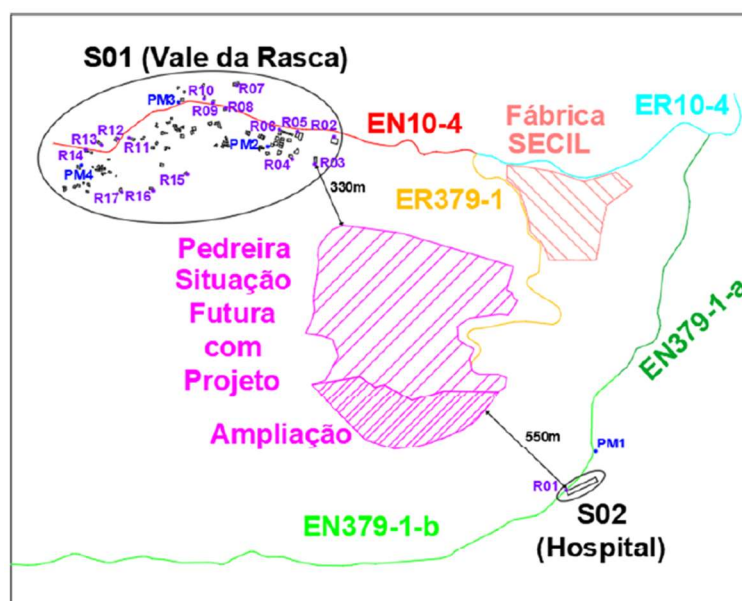 S01 (Vale da Rasca)
R10
R07
PM3
R09
R08
R13
R12
R06
R05
R02
R14
R11
PM2
R04
R03
PM4
R15
R17
R16
330m
EN10-4
Fábrica
SECIL
ER10-4
ER379-1
Pedreira
Situação
Futura
com
Projeto
Ampliação
EN379-1-a
550m
PM1
R01
S02
(Hospital)
EN379-1-b